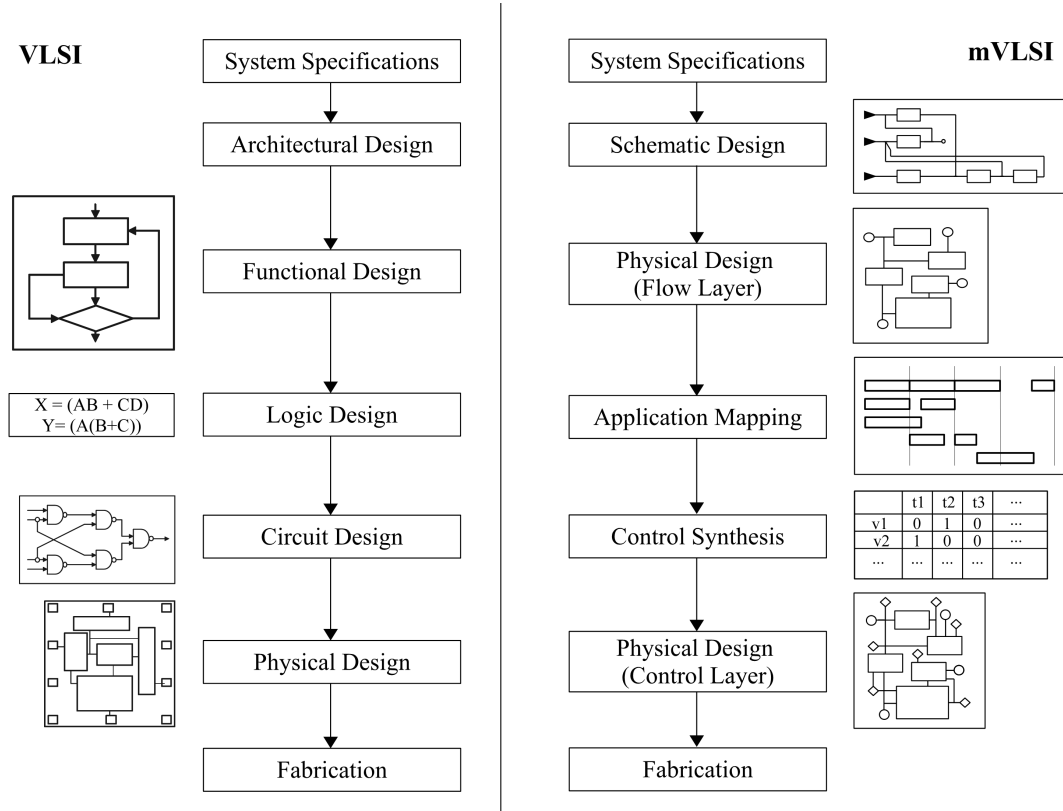 VLSI
System Specifications
Architectural Design
Functional Design
X = (AB + CD)
Y= (A(B+C))
Logic Design
Circuit Design
Physical Design
Fabrication
mVLSI
System Specifications
Schematic Design
Physical Design
(Flow Layer)
Application Mapping
Control Synthesis
t1 t2 t3 ...
v1 0 1 0 ...
v2 1 0 0 ...
... ... ... ... ...
Physical Design
(Control Layer)
Fabrication